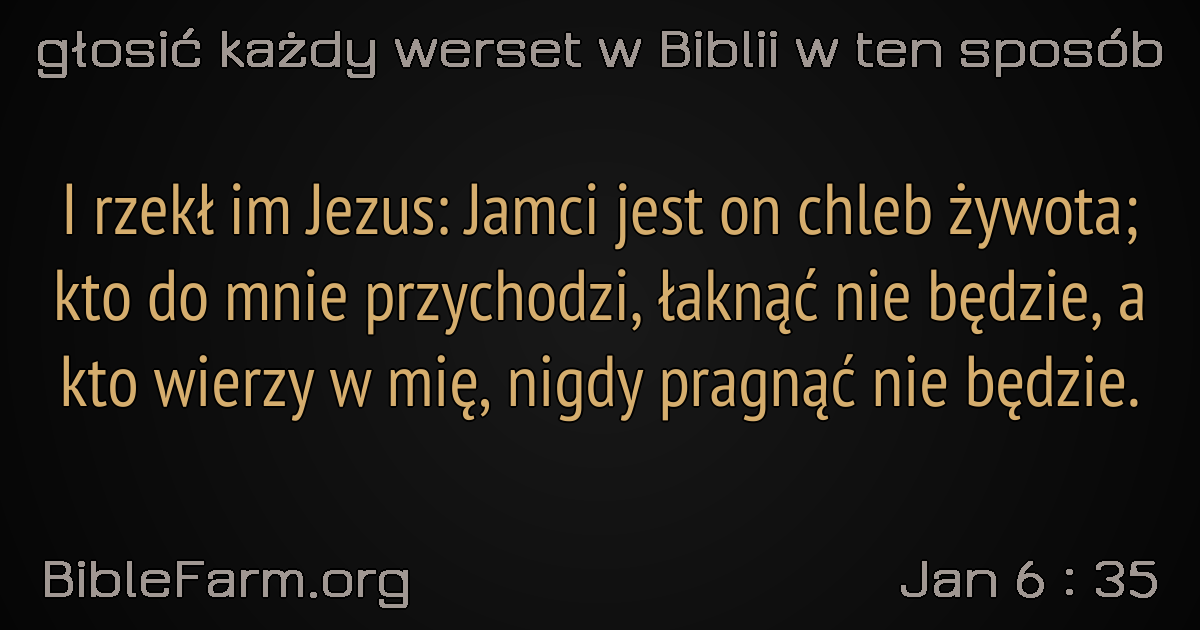 głosić każdy werset w Biblii w ten sposób
I rzekł im Jezus: Jamci jest on chleb żywota;
kto do mnie przychodzi, łaknąć nie będzie, a
kto wierzy w mię, nigdy pragnąć nie będzie.
BibleFarm.org
Jan 6 : 35